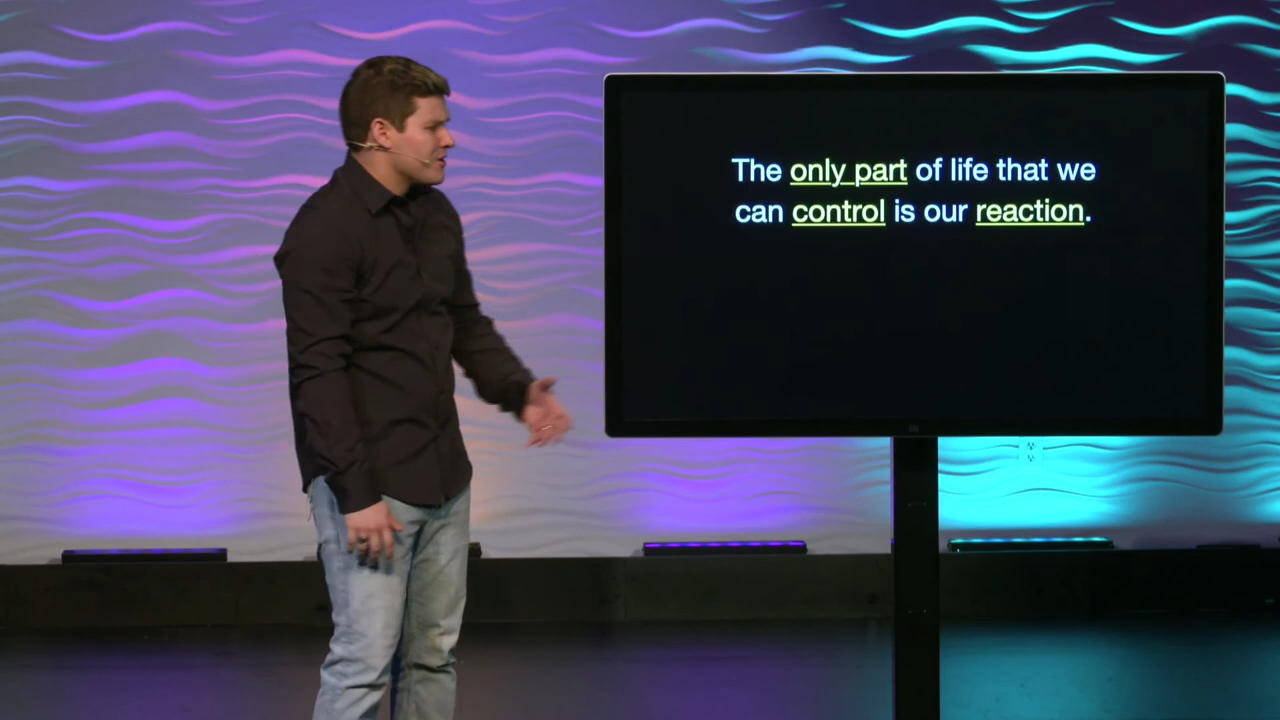 The only part of life that we
can control is our reaction.